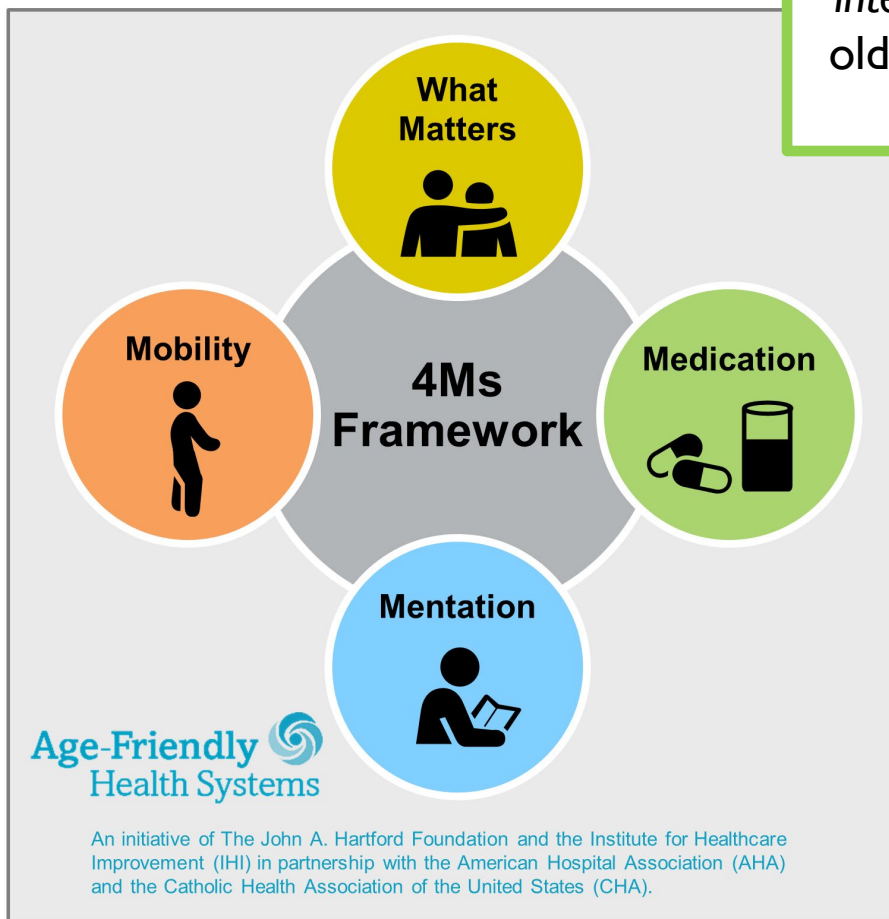 old
What
Matters
Mobility
4Ms
Framework
Medication
Mentation
Age-Friendly
Health Systems
An initiative of The John A. Hartford Foundation and the Institute for Healthcare
Improvement (IHI) in partnership with the American Hospital Association (AHA)
and the Catholic Health Association of the United States (CHA).